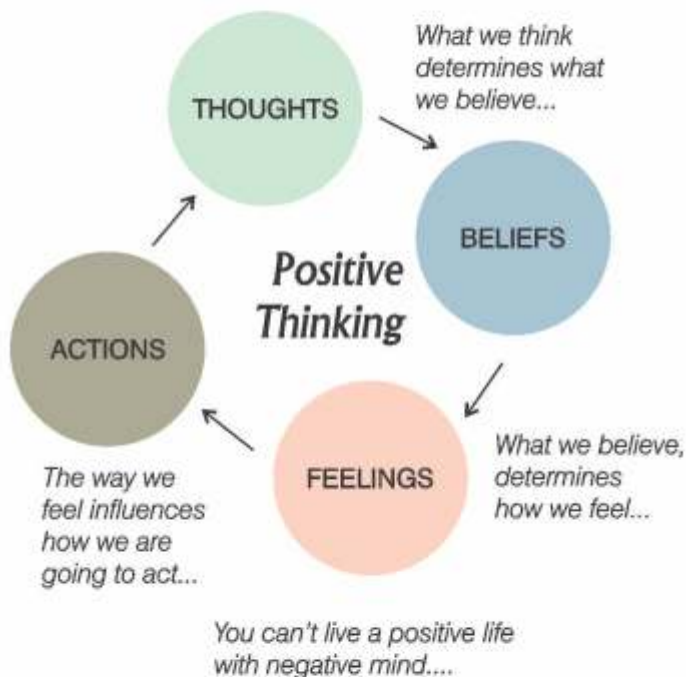 THOUGHTS
What we think
determines what
we believe...
BELIEFS
Positive
Thinking
ACTIONS
FEELINGS
What we believe,
determines
how we feel...
The way we
feel influences
how we are
going to act...
You can't live a positive life
with negative mind....